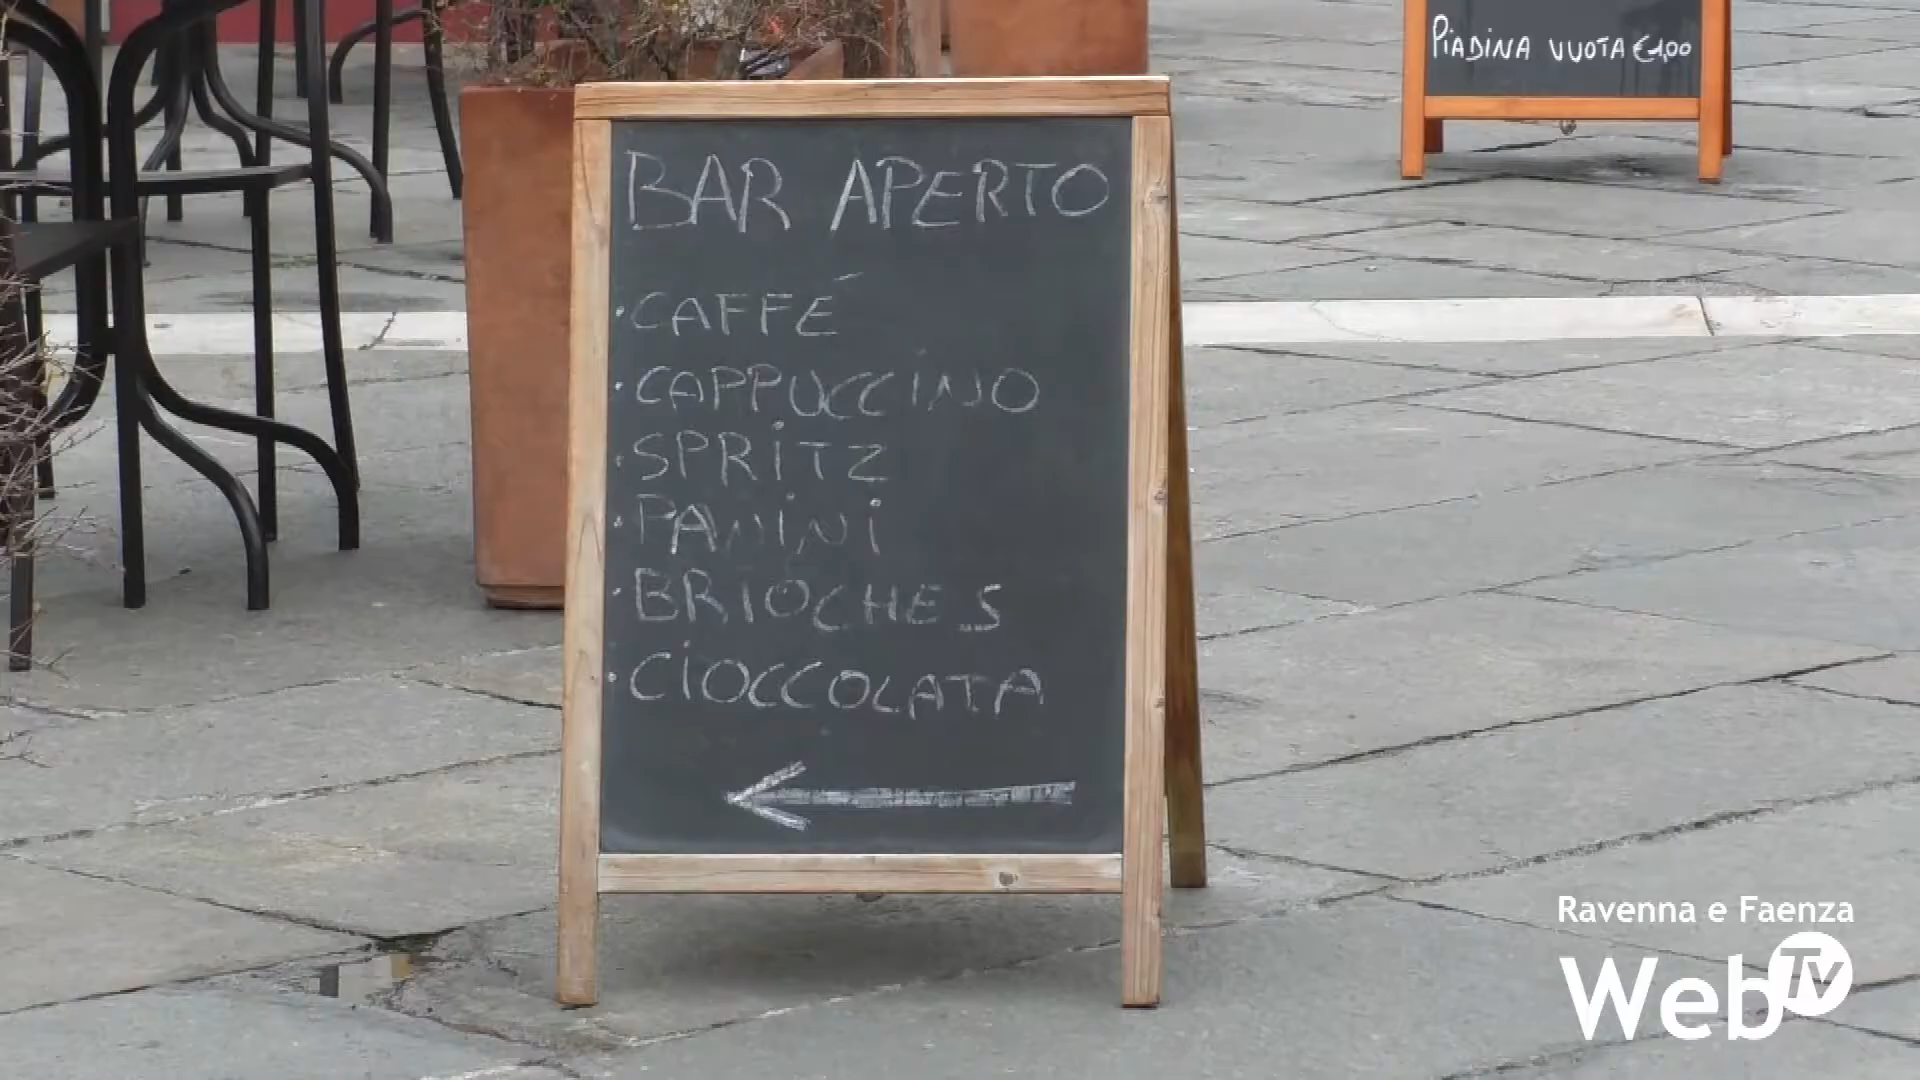 PIADINA VUOTA €1,00
BAR APERTO
·CAFFÉ
·CAPPUCCINO
·SPRITZ
·PANINI
·BRIOCHES
·CIOCCOLATA
Ravenna e Faenza
WebTv